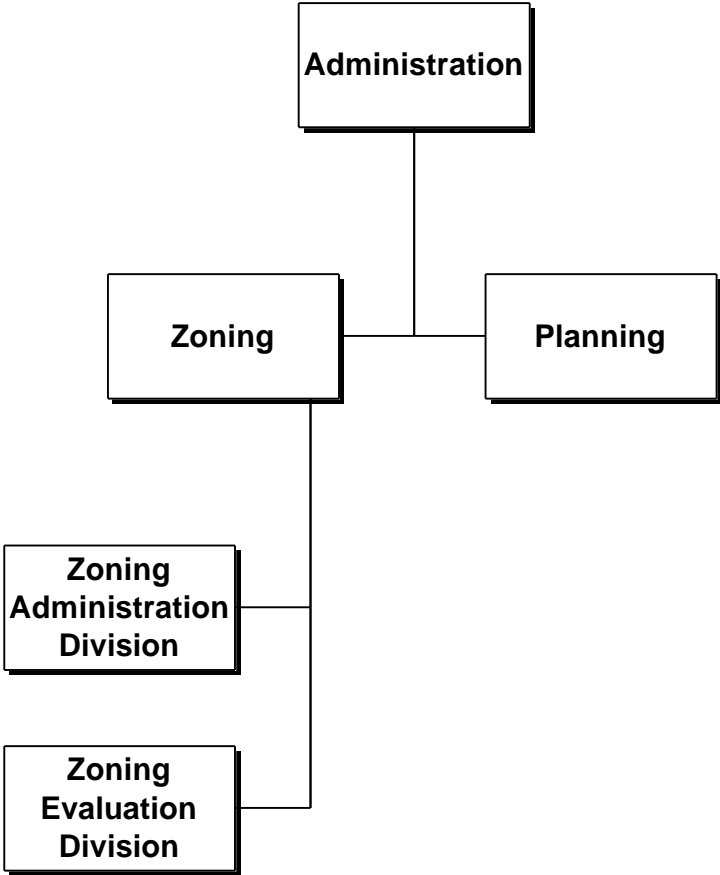 Administration
Zoning
Planning
Zoning
Administration
Division
Zoning
Evaluation
Division